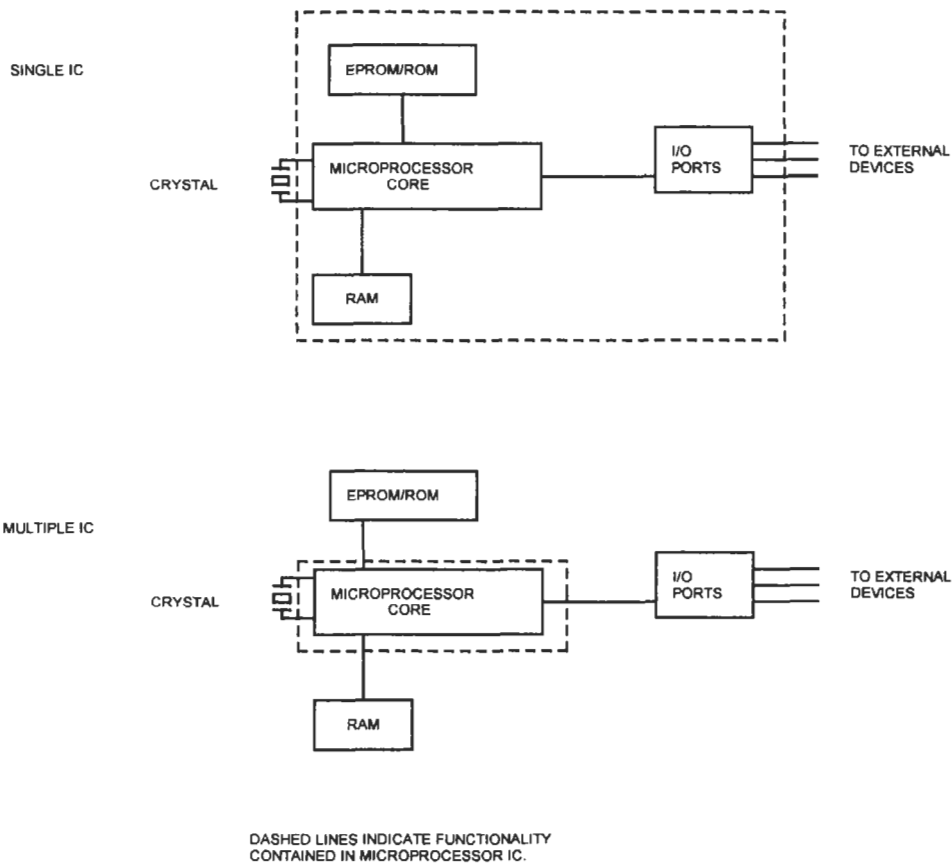 SINGLE IC
EPROM/ROM
MICROPROCESSOR
CORE
I/O
PORTS
TO EXTERNAL
DEVICES
CRYSTAL
RAM
MULTIPLE IC
EPROM/ROM
MICROPROCESSOR
CORE
I/O
PORTS
TO EXTERNAL
DEVICES
CRYSTAL
RAM
DASHED LINES INDICATE FUNCTIONALITY
CONTAINED IN MICROPROCESSOR IC.